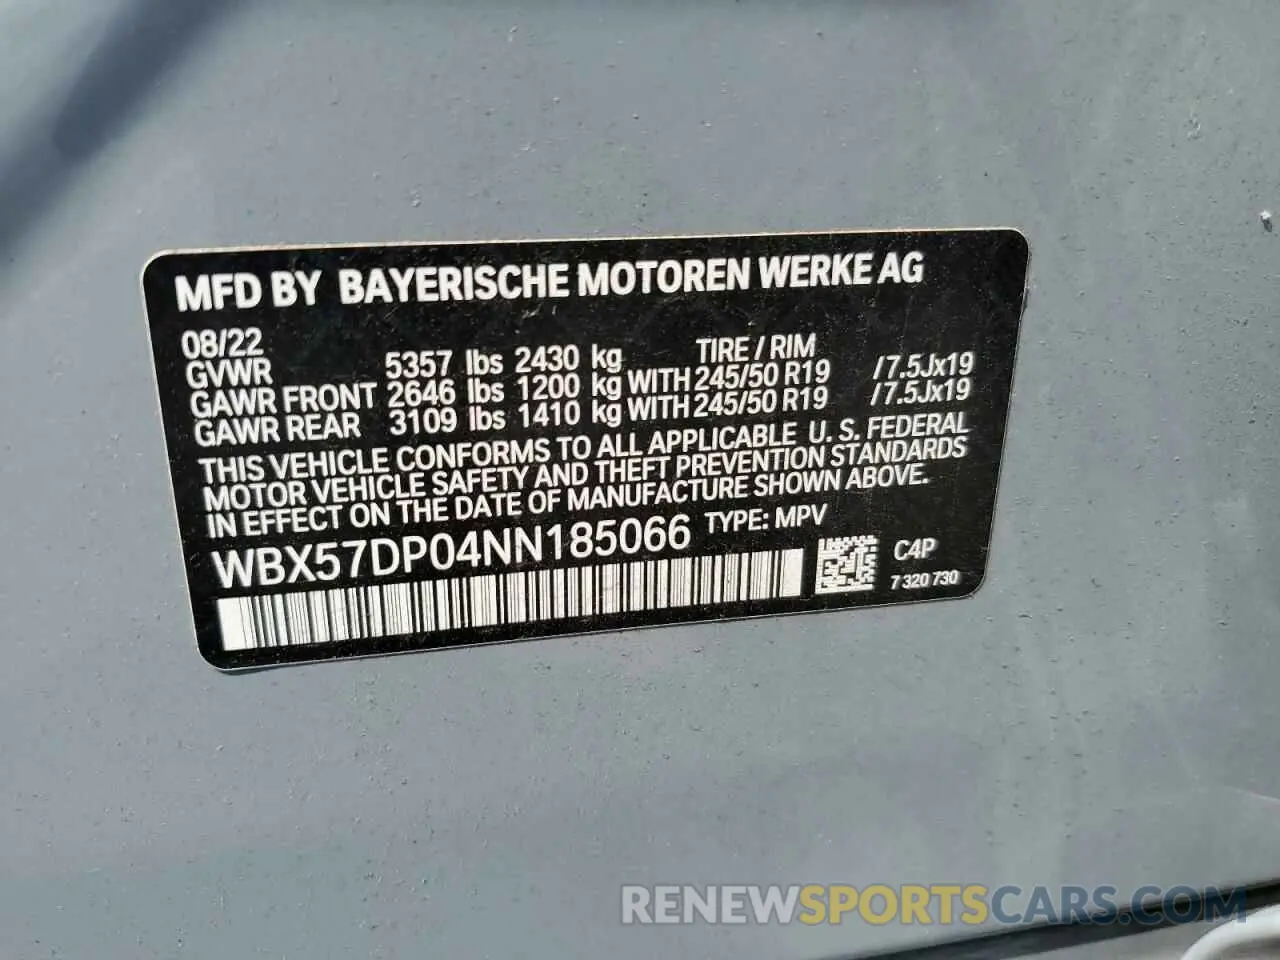 MFD BY BAYERISCHE MOTOREN WERKE AG
08/22 TIRE / RIM
GVWR 5357 lbs 2430 kg
GAWR FRONT 2646 lbs 1200 kg WITH 245/50 R19 /7.5Jx19
GAWR REAR 3109 lbs 1410 kg WITH 245/50 R19 /7.5Jx19
THIS VEHICLE CONFORMS TO ALL APPLICABLE U. S. FEDERAL
MOTOR VEHICLE SAFETY AND THEFT PREVENTION STANDARDS
IN EFFECT ON THE DATE OF MANUFACTURE SHOWN ABOVE.
WBX57DP04NN185066 TYPE: MPV
C4P
7 320 730
RENEWSPORTSCARS.COM